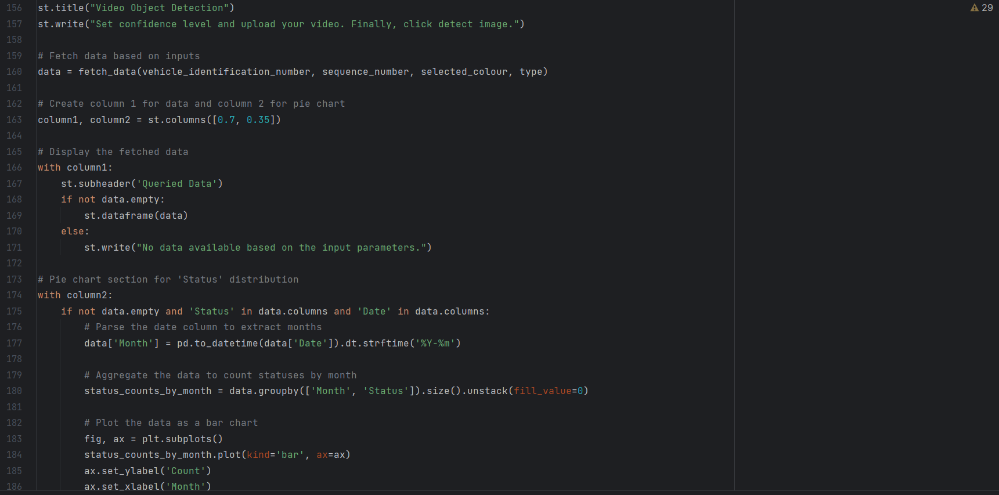 156 st.title("Video Object Detection")
29
157 st.write("Set confidence level and upload your video. Finally, click detect image.")
158
159 # Fetch data based on inputs
160 data = fetch_data(vehicle_identification_number, sequence_number, selected_colour, type)
161
162 # Create column 1 for data and column 2 for pie chart
163 column1, column2 = st.columns([0.7, 0.35])
164
165 # Display the fetched data
166 with column1:
167     st.subheader('Queried Data')
168     if not data.empty:
169         st.dataframe(data)
170     else:
171         st.write("No data available based on the input parameters.")
172
173 # Pie chart section for 'Status' distribution
174 with column2:
175     if not data.empty and 'Status' in data.columns and 'Date' in data.columns:
176         # Parse the date column to extract months
177         data['Month'] = pd.to_datetime(data['Date']).dt.strftime('%Y-%m')
178
179         # Aggregate the data to count statuses by month
180         status_counts_by_month = data.groupby(['Month', 'Status']).size().unstack(fill_value=0)
181
182         # Plot the data as a bar chart
183         fig, ax = plt.subplots()
184         status_counts_by_month.plot(kind='bar', ax=ax)
185         ax.set_ylabel('Count')
186         ax.set_xlabel('Month')